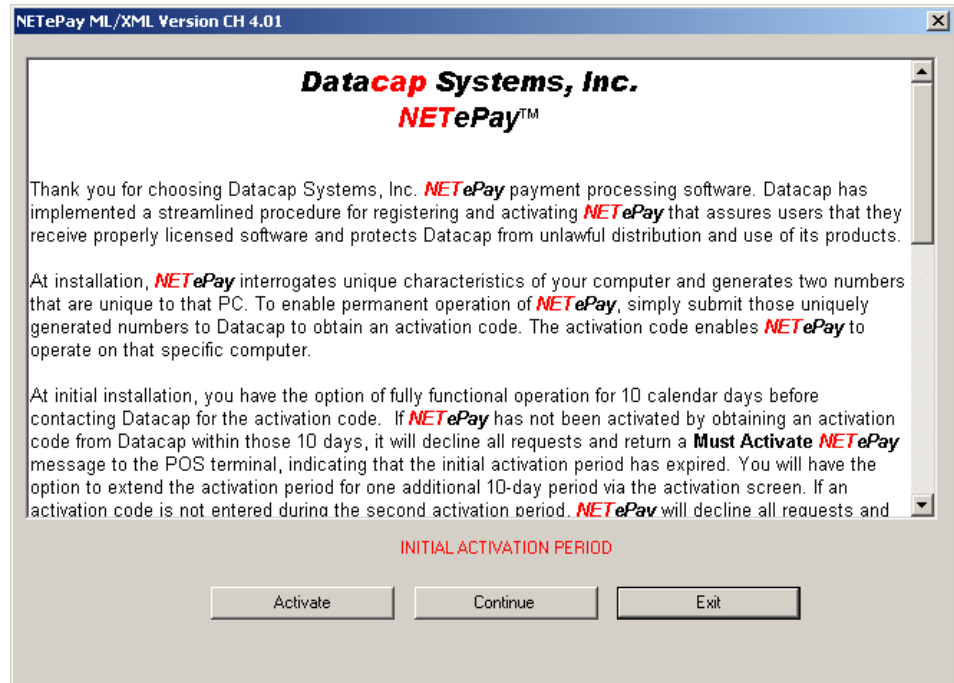 NETePay ML/XML Version CH 4.01
Datacap Systems, Inc.
NETePay™
Thank you for choosing Datacap Systems, Inc. NETePay payment processing software. Datacap has
implemented a streamlined procedure for registering and activating NETePay that assures users that they
receive properly licensed software and protects Datacap from unlawful distribution and use of its products.
At installation, NETePay interrogates unique characteristics of your computer and generates two numbers
that are unique to that PC. To enable permanent operation of NETePay, simply submit those uniquely
generated numbers to Datacap to obtain an activation code. The activation code enables NETePay to
operate on that specific computer.
At initial installation, you have the option of fully functional operation for 10 calendar days before
contacting Datacap for the activation code.  If NETePay has not been activated by obtaining an activation
code from Datacap within those 10 days, it will decline all requests and return a Must Activate NETePay
message to the POS terminal, indicating that the initial activation period has expired. You will have the
option to extend the activation period for one additional 10-day period via the activation screen. If an
activation code is not entered during the second activation period, NETePay will decline all requests and
INITIAL ACTIVATION PERIOD
Activate Continue Exit